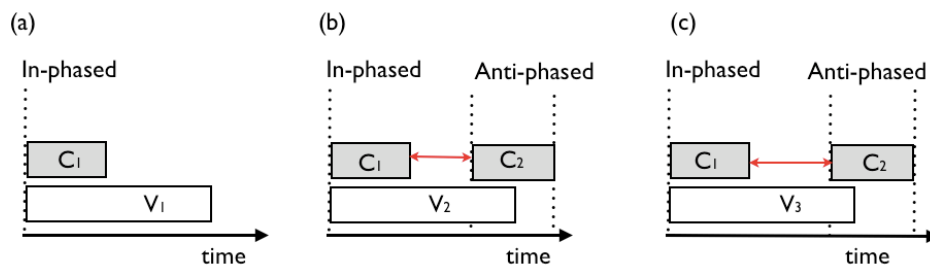 (a) (b) (c)
In-phased In-phased Anti-phased In-phased Anti-phased
C1 C1 C2 C1 C2
V1 V2 V3
time time time